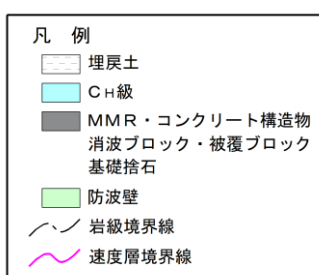 凡　例
埋戻土
CH級
MMR・コンクリート構造物
消波ブロック・被覆ブロック
基礎捨石
防波壁
岩級境界線
速度層境界線